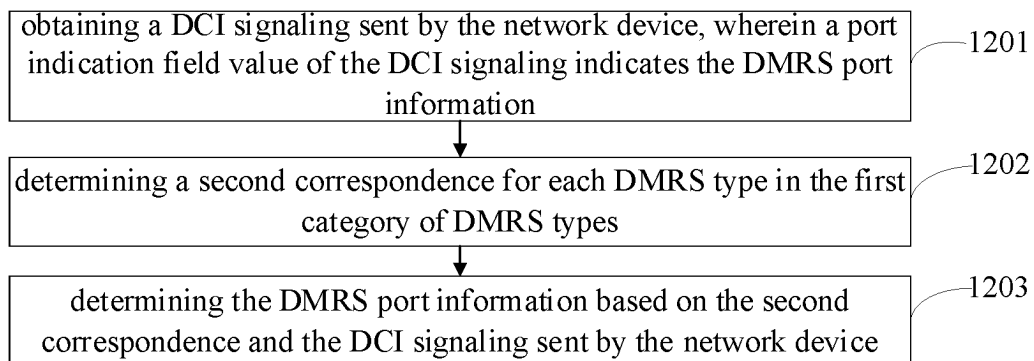 obtaining a DCI signaling sent by the network device, wherein a port
indication field value of the DCI signaling indicates the DMRS port
information
1201
determining a second correspondence for each DMRS type in the first
category of DMRS types
1202
determining the DMRS port information based on the second
correspondence and the DCI signaling sent by the network device
1203